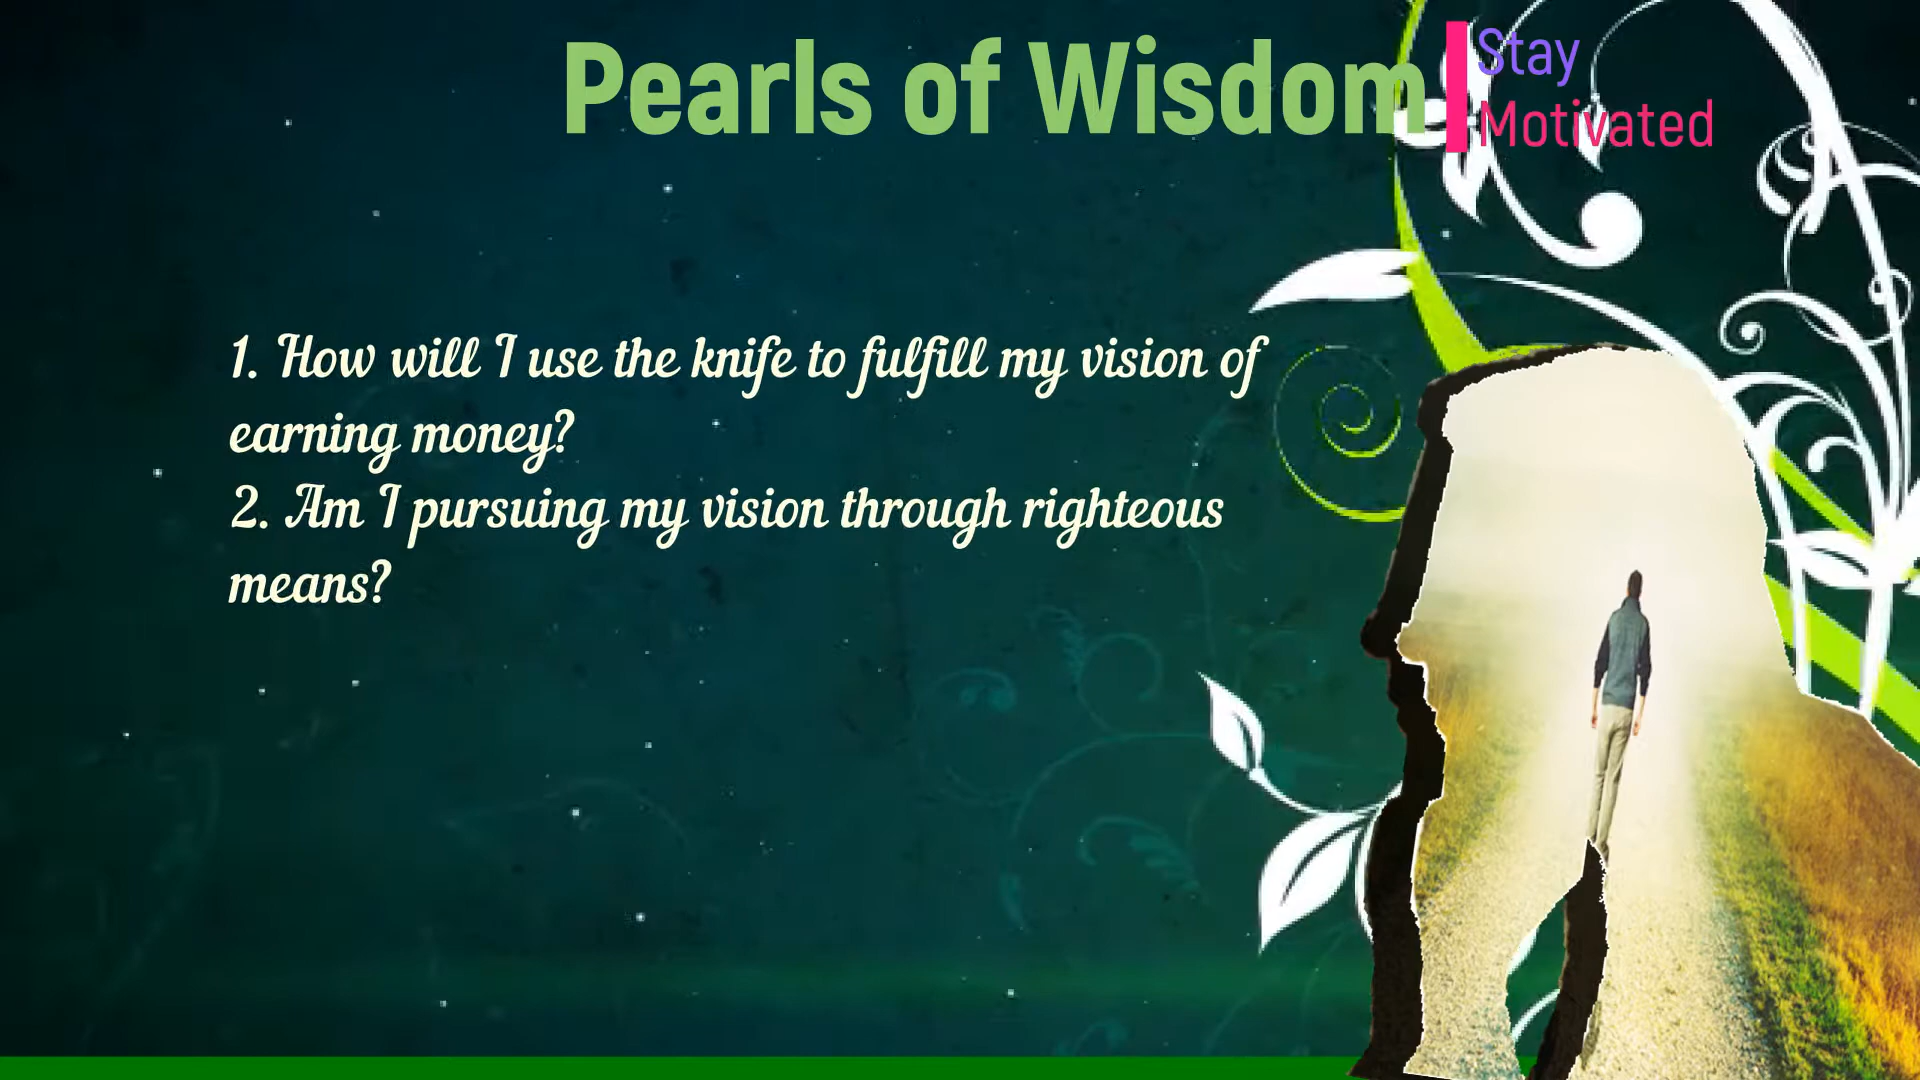 Pearls of Wisdom
Stay
Motivated
1. How will I use the knife to fulfill my vision of
earning money?
2. Am I pursuing my vision through righteous
means?